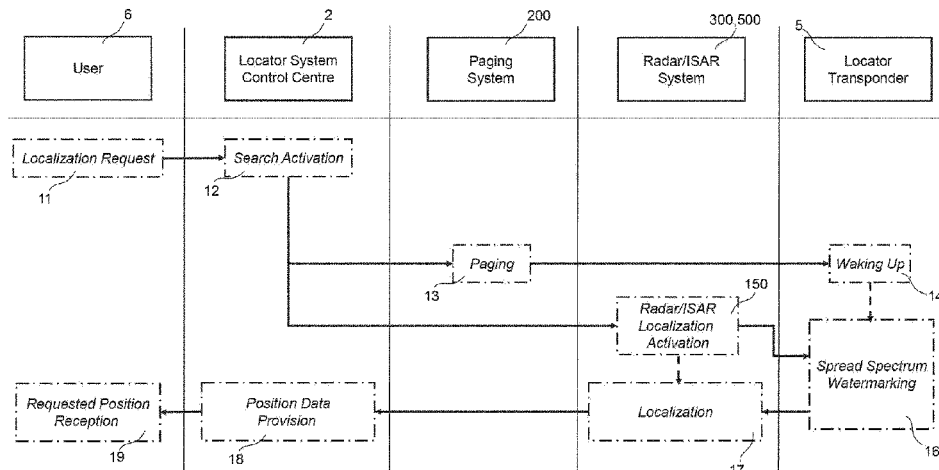 6
2
200
300,500
5
User
Locator System
Control Centre
Paging
System
Radar/ISAR
System
Locator
Transponder
Localization Request
11
Search Activation
12
Paging
13
Waking Up
14
Radar/ISAR
Localization
Activation
150
Spread Spectrum
Watermarking
16
Requested Position
Reception
19
Position Data
Provision
18
Localization
17